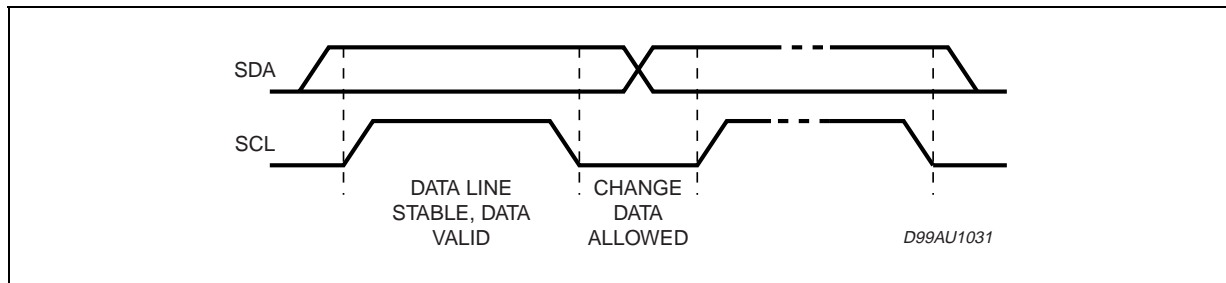 SDA
SCL
DATA LINE
STABLE, DATA
VALID
CHANGE
DATA
ALLOWED
D99AU1031